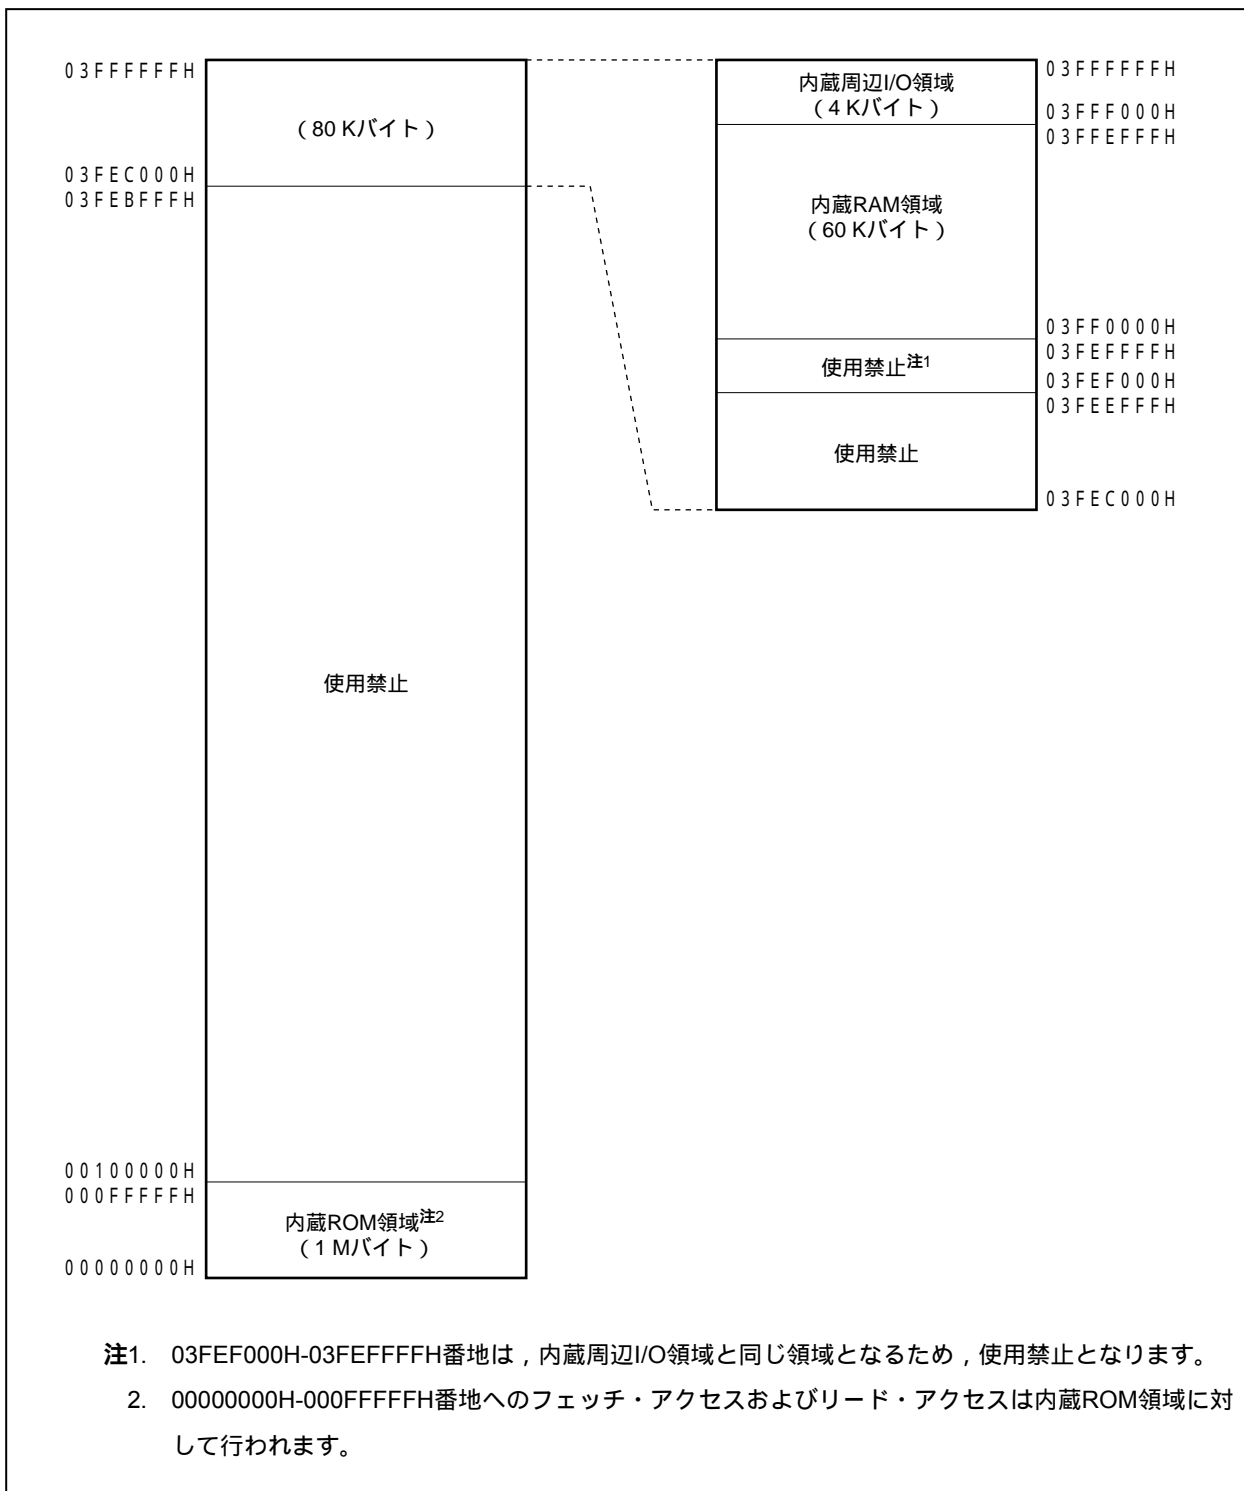 03FFFFFFH
(80 Kバイト)
03FEC000H
03FEBFFFH
使用禁止
00100000H
000FFFFFH
内蔵ROM領域注2
(1 Mバイト)
00000000H
内蔵周辺I/O領域
(4 Kバイト)
03FFFFFFH
03FFF000H
03FFEFFFH
内蔵RAM領域
(60 Kバイト)
03FF0000H
03FEFFFFH
使用禁止注1
03FEF000H
03FEEFFFH
使用禁止
03FEC000H
注1. 03FEF000H-03FEFFFFH番地は,内蔵周辺I/O領域と同じ領域となるため,使用禁止となります。
2. 00000000H-000FFFFFH番地へのフェッチ・アクセスおよびリード・アクセスは内蔵ROM領域に対
して行われます。